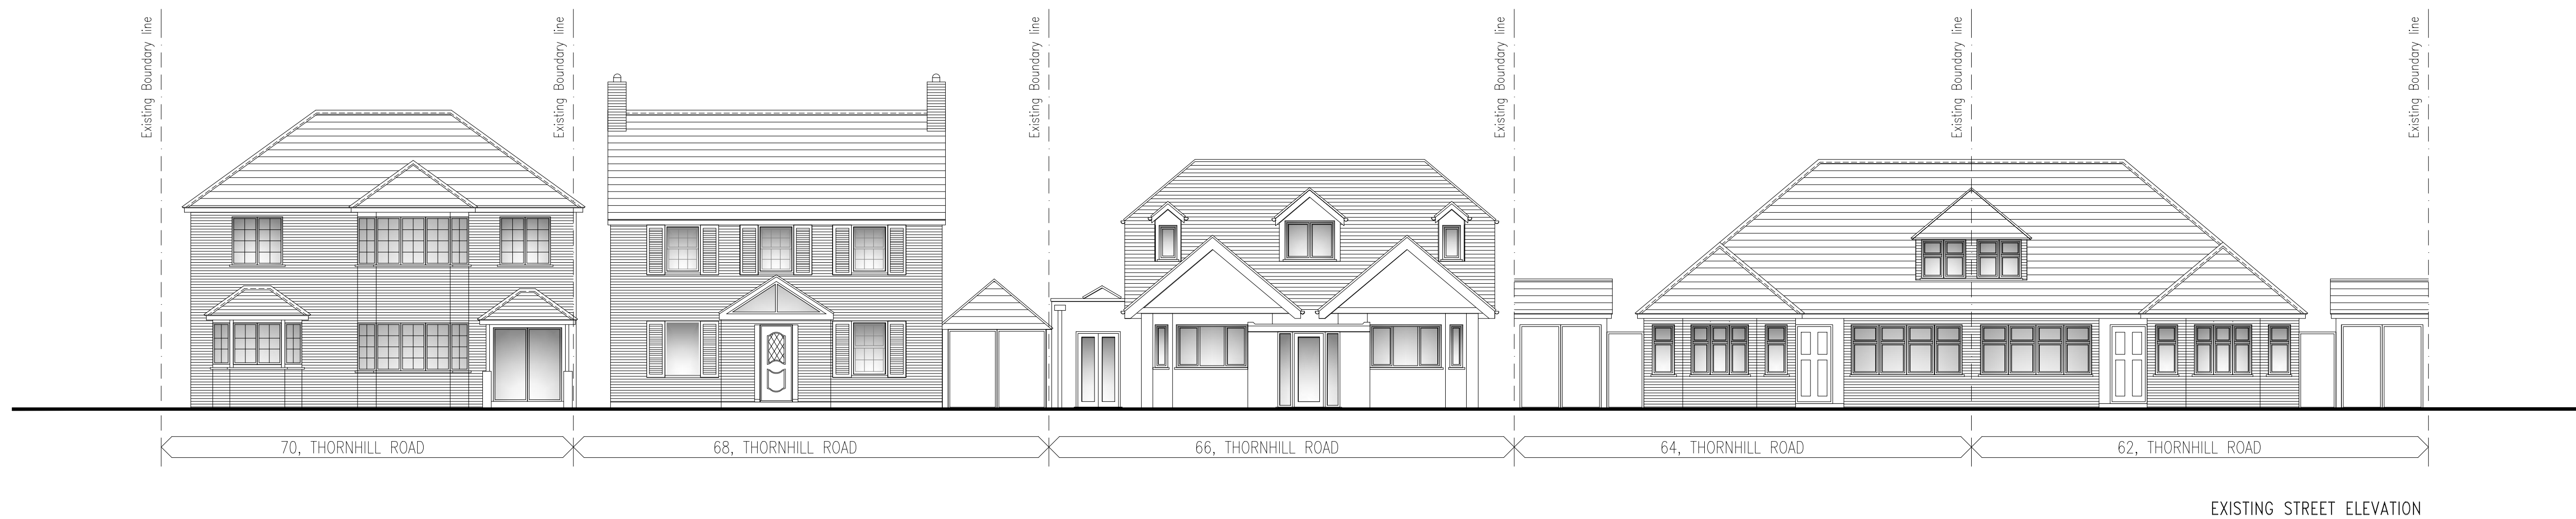 Existing Boundary line
Existing Boundary line
Existing Boundary line
Existing Boundary line
Existing Boundary line
Existing Boundary line
70, THORNHILL ROAD
68, THORNHILL ROAD
66, THORNHILL ROAD
64, THORNHILL ROAD
62, THORNHILL ROAD
EXISTING STREET ELEVATION